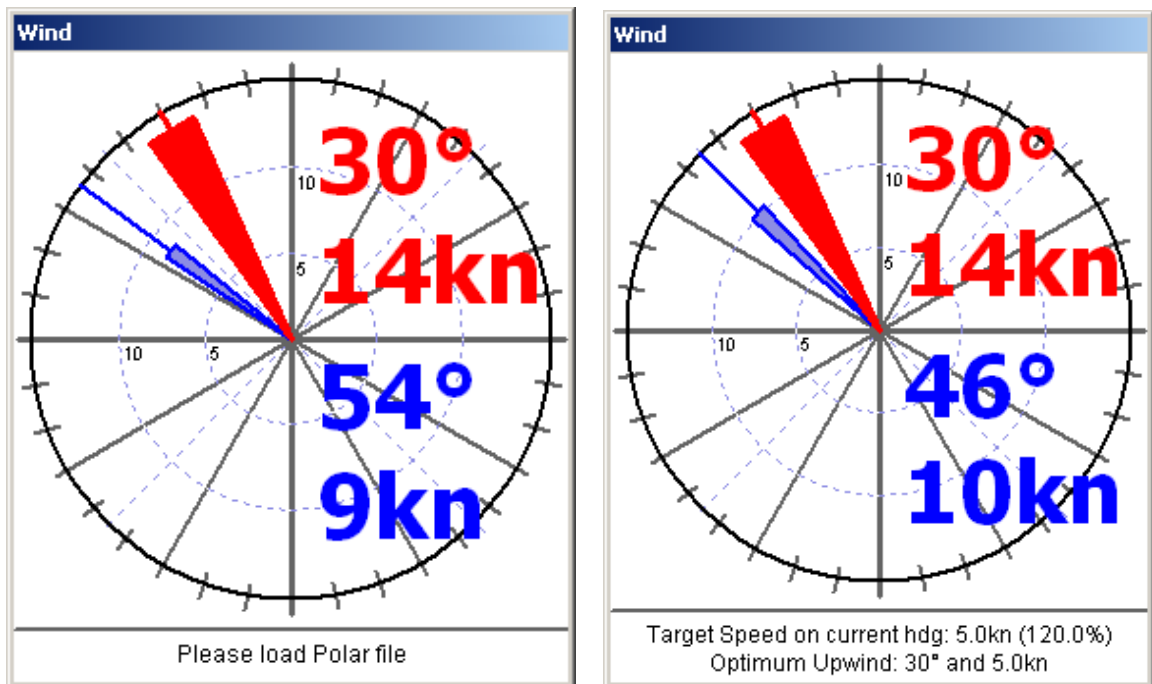 Wind
30°
10
14kn
5
10
5
54°
9kn
Please load Polar file
Wind
30°
10
14kn
5
10
5
46°
10kn
Target Speed on current hdg: 5.0kn (120.0%)
Optimum Upwind: 30° and 5.0kn